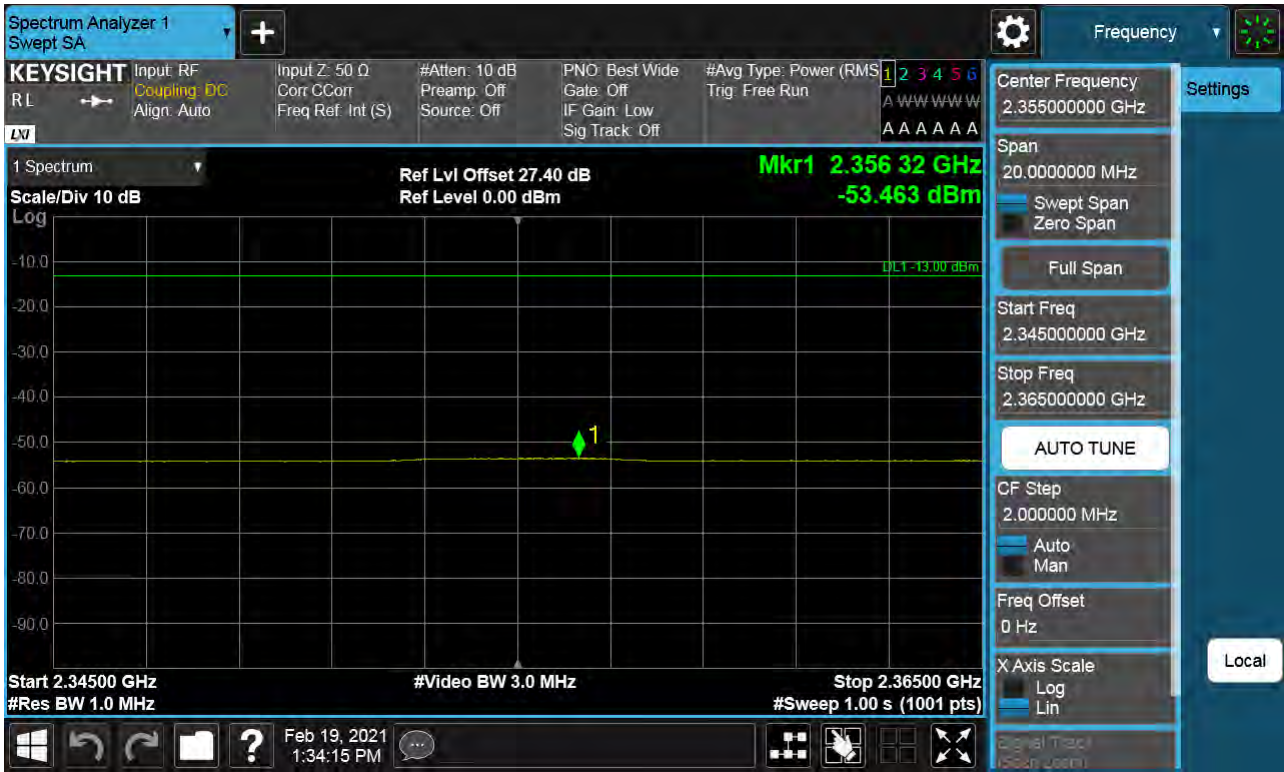 Spectrum Analyzer 1
Swept SA
+
Frequency
KEYSIGHT
R L
LXI
Input: RF
Coupling: DC
Align: Auto
Input Z: 50 Ω
Corr CCorr
Freq Ref: Int (S)
#Atten: 10 dB
Preamp: Off
Source: Off
PNO: Best Wide
Gate: Off
IF Gain: Low
Sig Track: Off
#Avg Type: Power (RMS
Trig: Free Run
1 2 3 4 5 6
A W W W W W
A A A A A A
1 Spectrum
Scale/Div 10 dB
Log
Ref Lvl Offset 27.40 dB
Ref Level 0.00 dBm
Mkr1 2.356 32 GHz
-53.463 dBm
DL1 -13.00 dBm
-10.0
-20.0
-30.0
-40.0
-50.0
-60.0
-70.0
-80.0
-90.0
1
Start 2.34500 GHz
#Res BW 1.0 MHz
#Video BW 3.0 MHz
Stop 2.36500 GHz
#Sweep 1.00 s (1001 pts)
Center Frequency
2.355000000 GHz
Settings
Span
20.0000000 MHz
Swept Span
Zero Span
Full Span
Start Freq
2.345000000 GHz
Stop Freq
2.365000000 GHz
AUTO TUNE
CF Step
2.000000 MHz
Auto
Man
Freq Offset
0 Hz
X Axis Scale
Log
Lin
Signal Track
(Span Zoom)
Local
?
Feb 19, 2021
1:34:15 PM